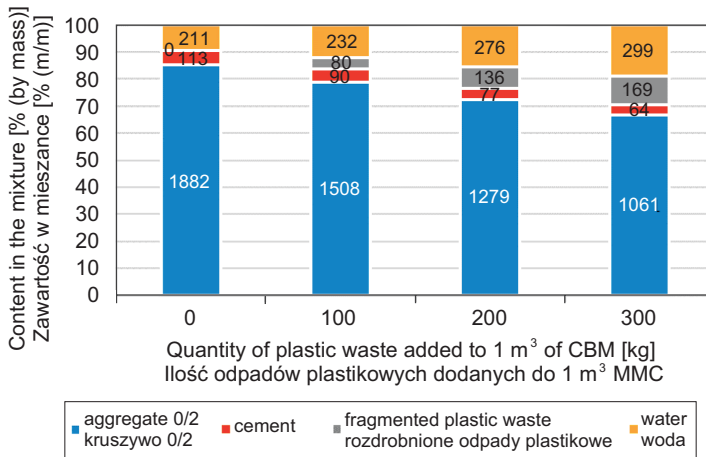 Content in the mixture [% (by mass)]
Zawartość w mieszance [% (m/m)]
100
90
80
70
60
50
40
30
20
10
0
211
0
113
1882
232
80
90
1508
276
136
77
1279
299
169
64
1061
0
100
200
300
Quantity of plastic waste added to 1 m³ of CBM [kg]
Ilość odpadów plastikowych dodanych do 1 m³ MMC
aggregate 0/2
kruszywo 0/2
cement
fragmented plastic waste
rozdrobnione odpady plastikowe
water
woda